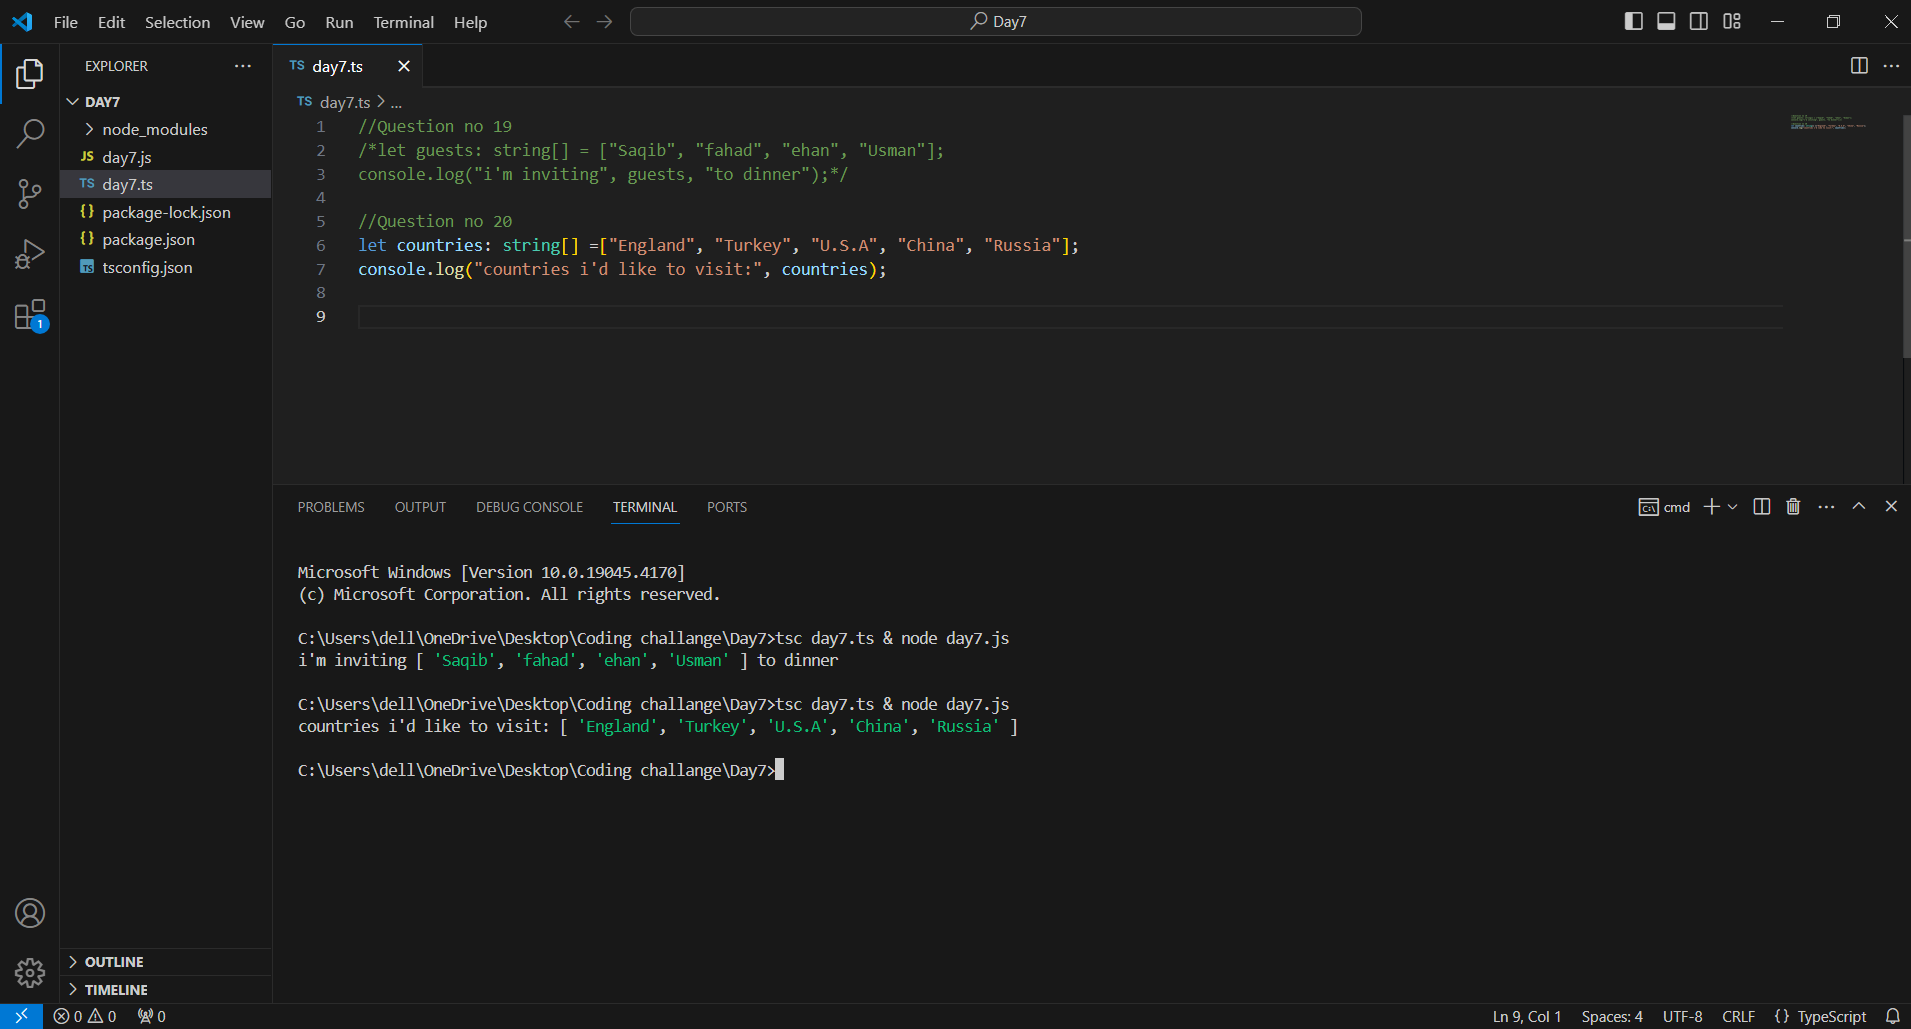 File Edit Selection View Go Run Terminal Help
Day7
EXPLORER
DAY7
node_modules
JS day7.js
TS day7.ts
{} package-lock.json
{} package.json
TS tsconfig.json
OUTLINE
TIMELINE
1
TS day7.ts
TS day7.ts > ...
1 //Question no 19
2 /*let guests: string[] = ["Saqib", "fahad", "ehan", "Usman"];
3 console.log("i'm inviting", guests, "to dinner");*/
4
5 //Question no 20
6 let countries: string[] =["England", "Turkey", "U.S.A", "China", "Russia"];
7 console.log("countries i'd like to visit:", countries);
8
9
PROBLEMS OUTPUT DEBUG CONSOLE TERMINAL PORTS
cmd
Microsoft Windows [Version 10.0.19045.4170]
(c) Microsoft Corporation. All rights reserved.
C:\Users\dell\OneDrive\Desktop\Coding challange\Day7>tsc day7.ts & node day7.js
i'm inviting [ 'Saqib', 'fahad', 'ehan', 'Usman' ] to dinner
C:\Users\dell\OneDrive\Desktop\Coding challange\Day7>tsc day7.ts & node day7.js
countries i'd like to visit: [ 'England', 'Turkey', 'U.S.A', 'China', 'Russia' ]
C:\Users\dell\OneDrive\Desktop\Coding challange\Day7>
0 0 0
Ln 9, Col 1 Spaces: 4 UTF-8 CRLF {} TypeScript